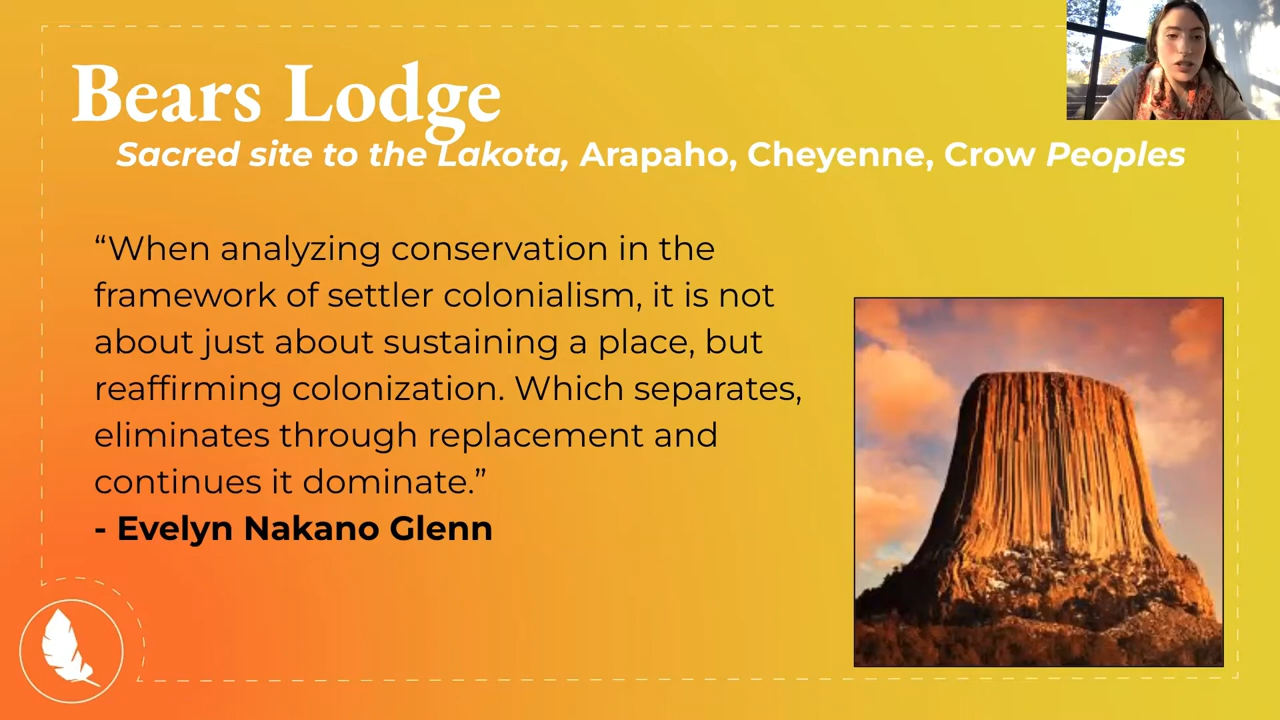 Bears Lodge
Sacred site to the Lakota, Arapaho, Cheyenne, Crow Peoples
“When analyzing conservation in the
framework of settler colonialism, it is not
about just about sustaining a place, but
reaffirming colonization. Which separates,
eliminates through replacement and
continues it dominate.”
- Evelyn Nakano Glenn